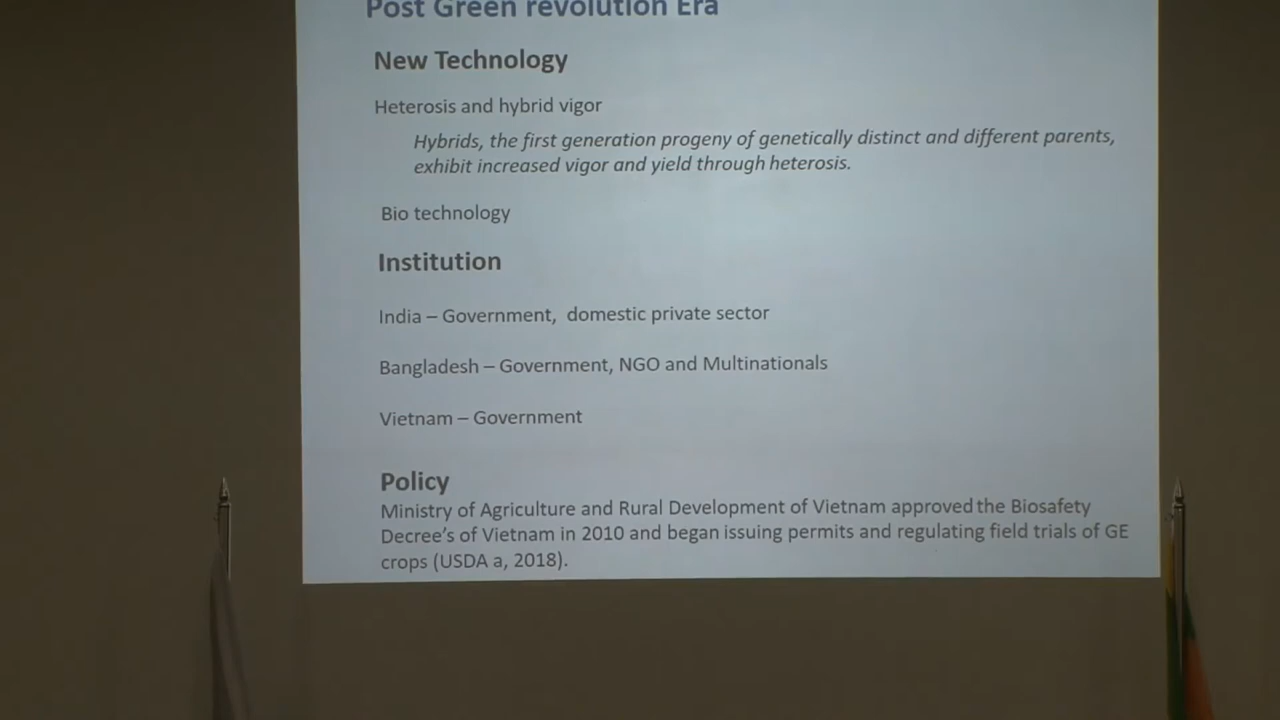 Post Green revolution Era
New Technology
Heterosis and hybrid vigor
Hybrids, the first generation progeny of genetically distinct and different parents,
exhibit increased vigor and yield through heterosis.
Bio technology
Institution
India – Government,  domestic private sector
Bangladesh – Government, NGO and Multinationals
Vietnam – Government
Policy
Ministry of Agriculture and Rural Development of Vietnam approved the Biosafety
Decree's of Vietnam in 2010 and began issuing permits and regulating field trials of GE
crops (USDA a, 2018).